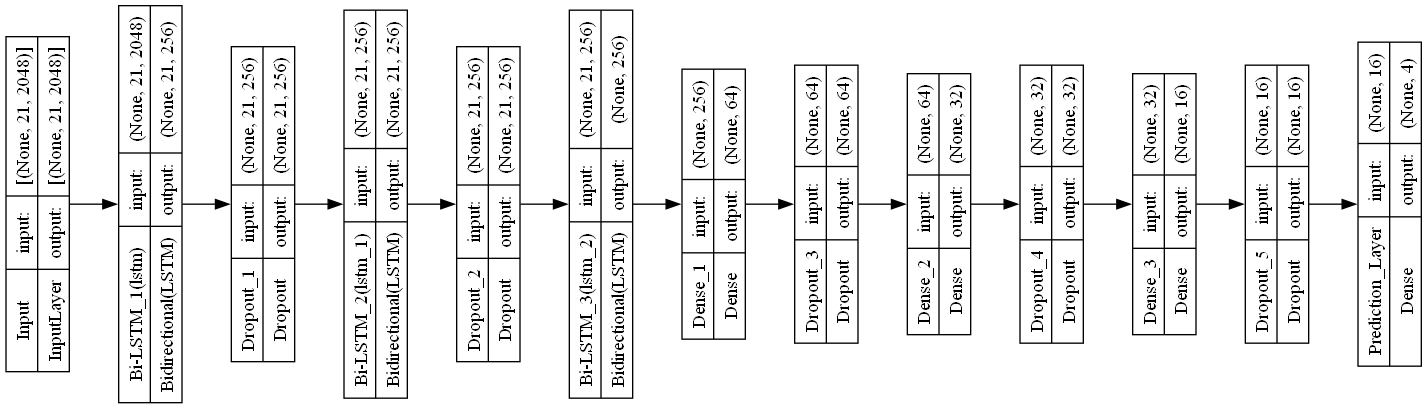 Input input: [(None, 21, 2048)]
InputLayer output: [(None, 21, 2048)]
Bi-LSTM_1(lstm) input: (None, 21, 2048)
Bidirectional(LSTM) output: (None, 21, 256)
Dropout_1 input: (None, 21, 256)
Dropout output: (None, 21, 256)
Bi-LSTM_2(lstm_1) input: (None, 21, 256)
Bidirectional(LSTM) output: (None, 21, 256)
Dropout_2 input: (None, 21, 256)
Dropout output: (None, 21, 256)
Bi-LSTM_3(lstm_2) input: (None, 21, 256)
Bidirectional(LSTM) output: (None, 256)
Dense_1 input: (None, 256)
Dense output: (None, 64)
Dropout_3 input: (None, 64)
Dropout output: (None, 64)
Dense_2 input: (None, 64)
Dense output: (None, 32)
Dropout_4 input: (None, 32)
Dropout output: (None, 32)
Dense_3 input: (None, 32)
Dense output: (None, 16)
Dropout_5 input: (None, 16)
Dropout output: (None, 16)
Prediction_Layer input: (None, 16)
Dense output: (None, 4)